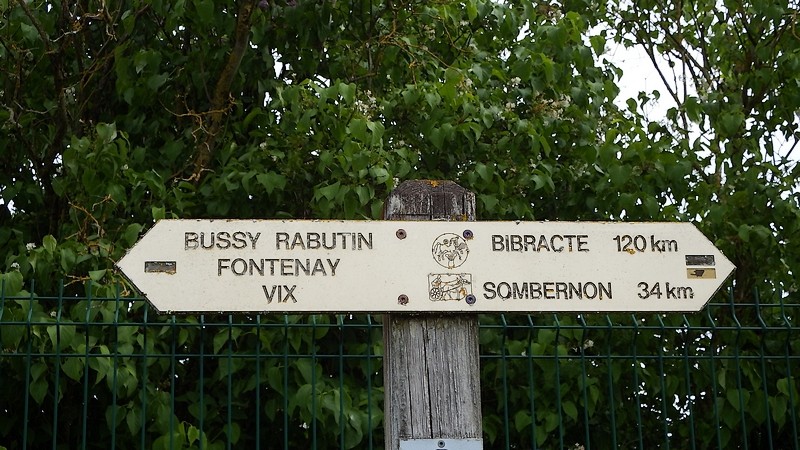 BUSSY RABUTIN
FONTENAY
VIX
BIBRACTE 120 km
SOMBERNON 34 km